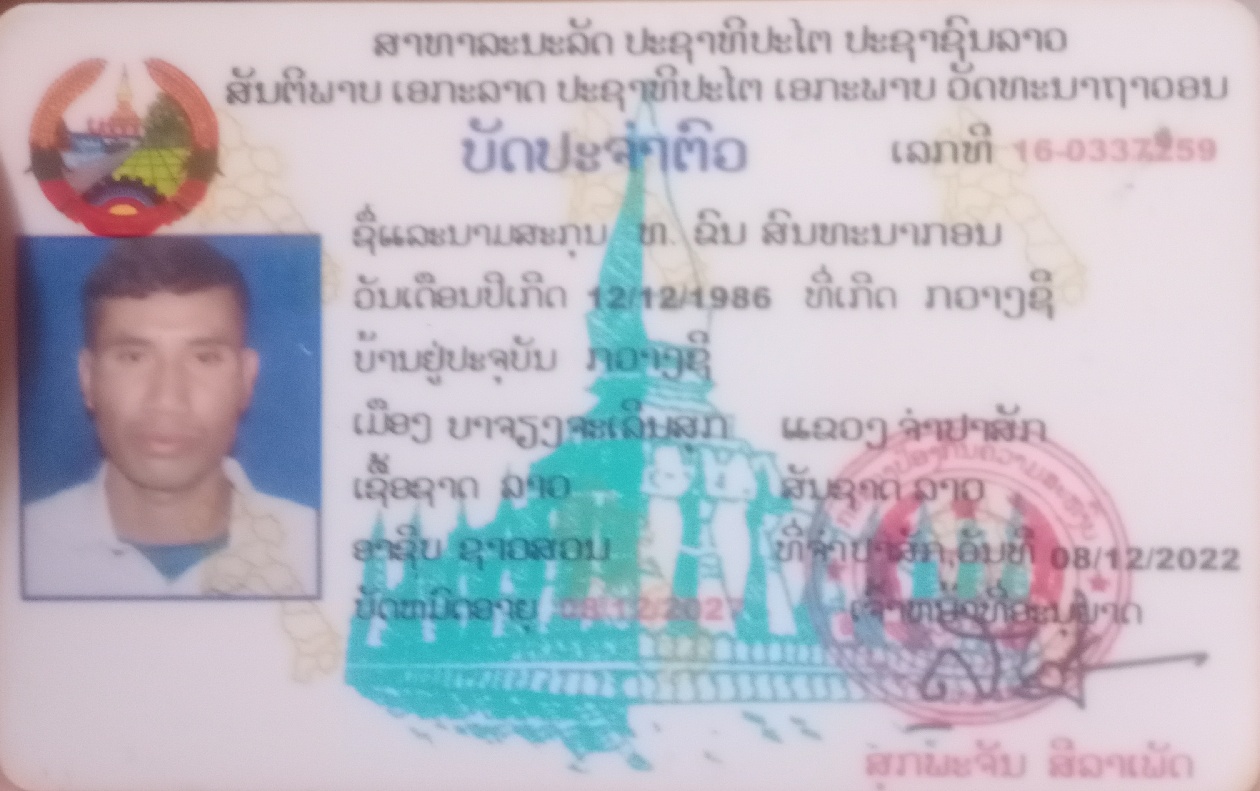 ສາທາລະນະລັດ ປະຊາທິປະໄຕ ປະຊາຊົນລາວ
ສັນຕິພາບ ເອກະລາດ ປະຊາທິປະໄຕ ເອກະພາບ ວັດທະນາຖາວອນ
ບັດປະຈຳຕົວ ເລກທີ 16-0337259
ຊື່ແລະນາມສະກຸນ ທ. ຂົນ ສົນທະນາກອນ
ວັນເດືອນປີເກີດ 12/12/1986 ທີ່ເກີດ ກວາງຊີ
ບ້ານຢູ່ປະຈຸບັນ ກວາງຊີ
ເມືອງ ບາຈຽງຈະເລີນສຸກ ແຂວງ ຈຳປາສັກ
ເຊື້ອຊາດ ລາວ ສັນຊາດ ລາວ
ອາຊີບ ຊາວສວນ ທີ່ຈຳປາສັກ,ວັນທີ 08/12/2022
ບັດຫມົດອາຍຸ 08/12/2027 ເຈົ້າຫນ້າທີ່ອະນຸຍາດ
ສຸກພະຈັນ ສີລາເພັດ